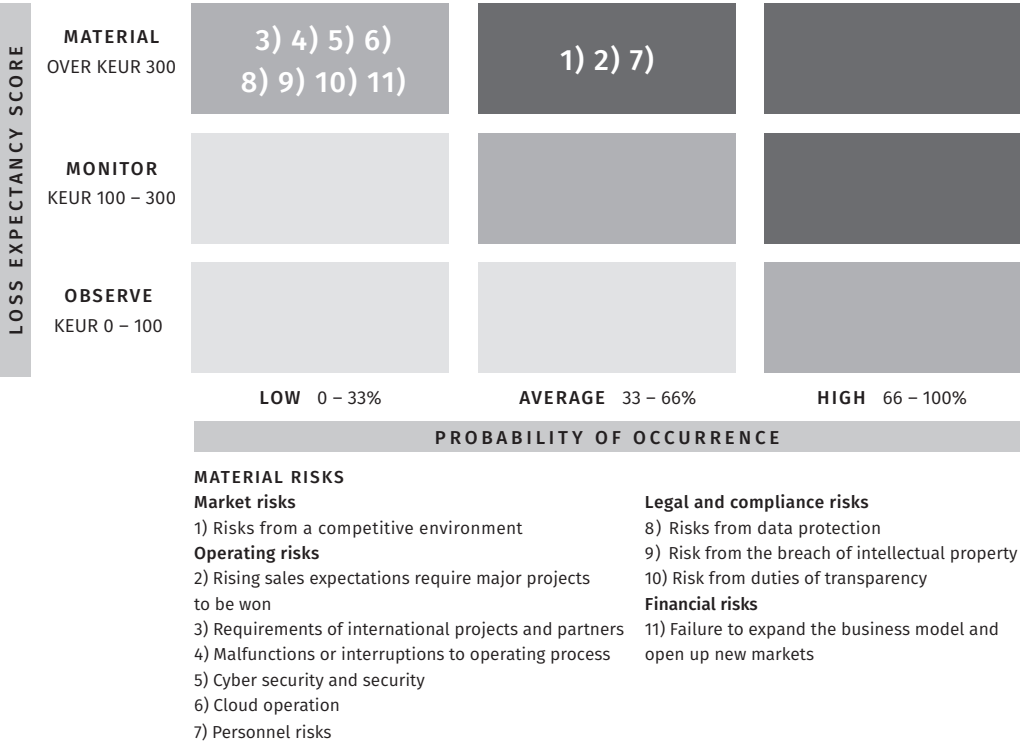 LOSS EXPECTANCY SCORE
MATERIAL
OVER KEUR 300
3) 4) 5) 6)
8) 9) 10) 11)
1) 2) 7)
MONITOR
KEUR 100 – 300
OBSERVE
KEUR 0 – 100
LOW 0 – 33%
AVERAGE 33 – 66%
HIGH 66 – 100%
PROBABILITY OF OCCURRENCE
MATERIAL RISKS
Market risks
1) Risks from a competitive environment
Operating risks
2) Rising sales expectations require major projects
to be won
3) Requirements of international projects and partners
4) Malfunctions or interruptions to operating process
5) Cyber security and security
6) Cloud operation
7) Personnel risks
Legal and compliance risks
8) Risks from data protection
9) Risk from the breach of intellectual property
10) Risk from duties of transparency
Financial risks
11) Failure to expand the business model and
open up new markets